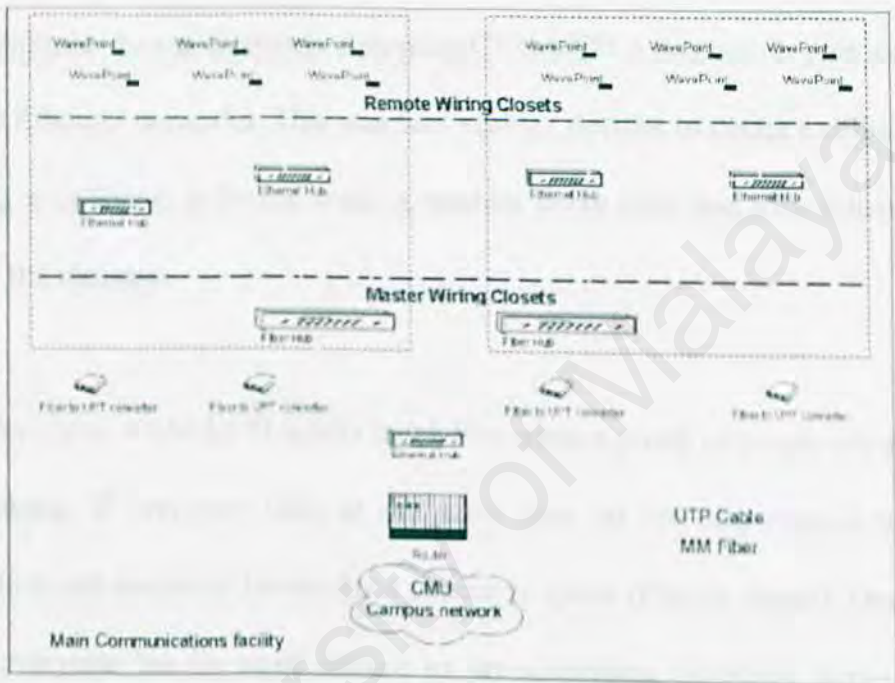 WavePoint WavePoint WavePoint WavePoint WavePoint WavePoint
WavePoint WavePoint WavePoint WavePoint WavePoint WavePoint
Remote Wiring Closets
Ethernet Hub Ethernet Hub Ethernet Hub
Ethernet Hub
Master Wiring Closets
Fiber Hub Fiber Hub
Fiber to UPT converter Fiber to UPT converter Fiber to UPT converter Fiber to UPT converter
Ethernet Hub
Router
UTP Cable
MM Fiber
CMU
Campus network
Main Communications facility
of Malaya